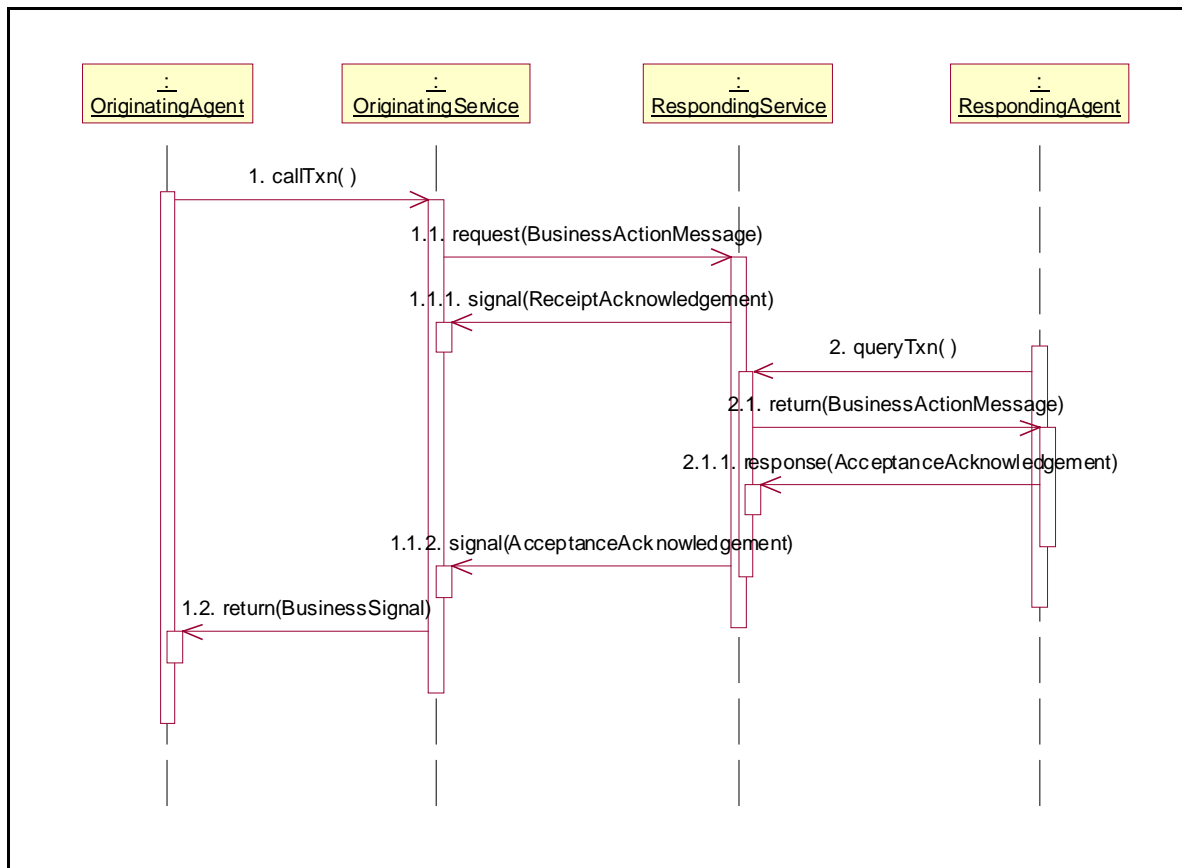 :
OriginatingAgent
:
OriginatingService
:
RespondingService
:
RespondingAgent
1. callTxn( )
1.1. request(BusinessActionMessage)
1.1.1. signal(ReceiptAcknowledgement)
2. queryTxn( )
2.1. return(BusinessActionMessage)
2.1.1. response(AcceptanceAcknowledgement)
1.1.2. signal(AcceptanceAcknowledgement)
1.2. return(BusinessSignal)